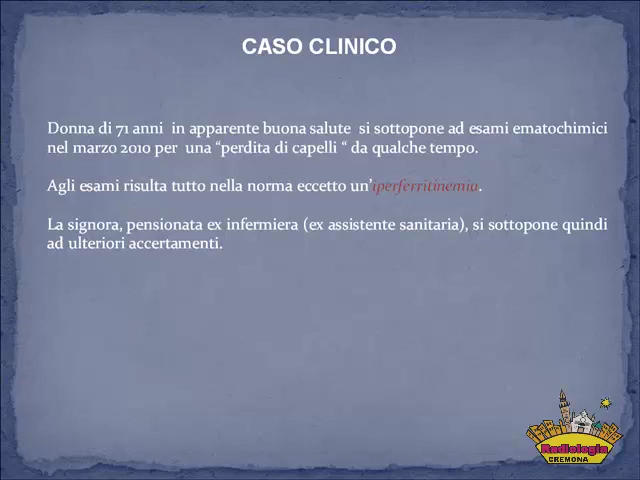 CASO CLINICO
Donna di 71 anni in apparente buona salute si sottopone ad esami ematochimici
nel marzo 2010 per una “perdita di capelli “ da qualche tempo.
Agli esami risulta tutto nella norma eccetto un’iperferritinemia.
La signora, pensionata ex infermiera (ex assistente sanitaria), si sottopone quindi
ad ulteriori accertamenti.
Radiologia
CREMONA